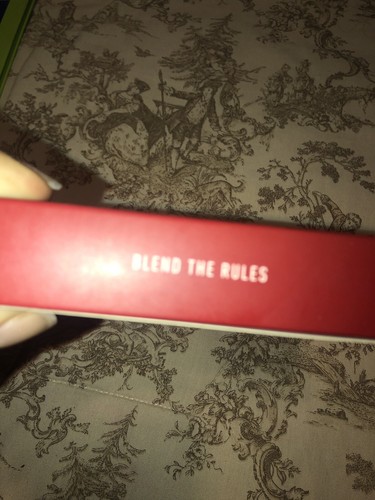 BLEND THE RULES